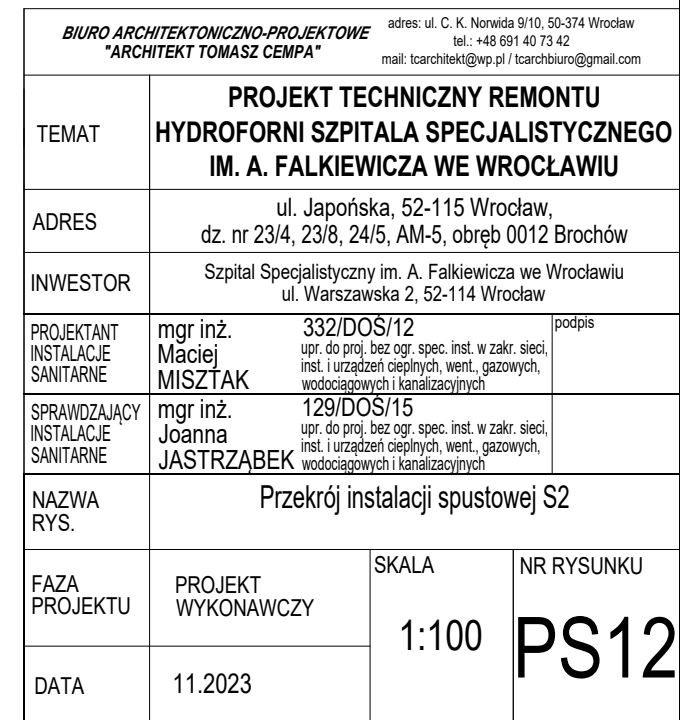 BIURO ARCHITEKTONICZNO-PROJEKTOWE
"ARCHITEKT TOMASZ CEMPA"
adres: ul. C. K. Norwida 9/10, 50-374 Wrocław
tel.: +48 691 40 73 42
mail: tcarchitekt@wp.pl / tcarchbiuro@gmail.com
TEMAT
PROJEKT TECHNICZNY REMONTU
HYDROFORNI SZPITALA SPECJALISTYCZNEGO
IM. A. FALKIEWICZA WE WROCŁAWIU
ADRES
ul. Japońska, 52-115 Wrocław,
dz. nr 23/4, 23/8, 24/5, AM-5, obręb 0012 Brochów
INWESTOR
Szpital Specjalistyczny im. A. Falkiewicza we Wrocławiu
ul. Warszawska 2, 52-114 Wrocław
PROJEKTANT
INSTALACJE
SANITARNE
mgr inż.
Maciej
MISZTAK
332/DOŚ/12
upr. do proj. bez ogr. spec. inst. w zakr. sieci,
inst. i urządzeń cieplnych, went., gazowych,
wodociągowych i kanalizacyjnych
podpis
SPRAWDZAJĄCY
INSTALACJE
SANITARNE
mgr inż.
Joanna
JASTRZĄBEK
129/DOŚ/15
upr. do proj. bez ogr. spec. inst. w zakr. sieci,
inst. i urządzeń cieplnych, went., gazowych,
wodociągowych i kanalizacyjnych
NAZWA
RYS.
Przekrój instalacji spustowej S2
FAZA
PROJEKTU
PROJEKT
WYKONAWCZY
SKALA
1:100
NR RYSUNKU
PS12
DATA
11.2023